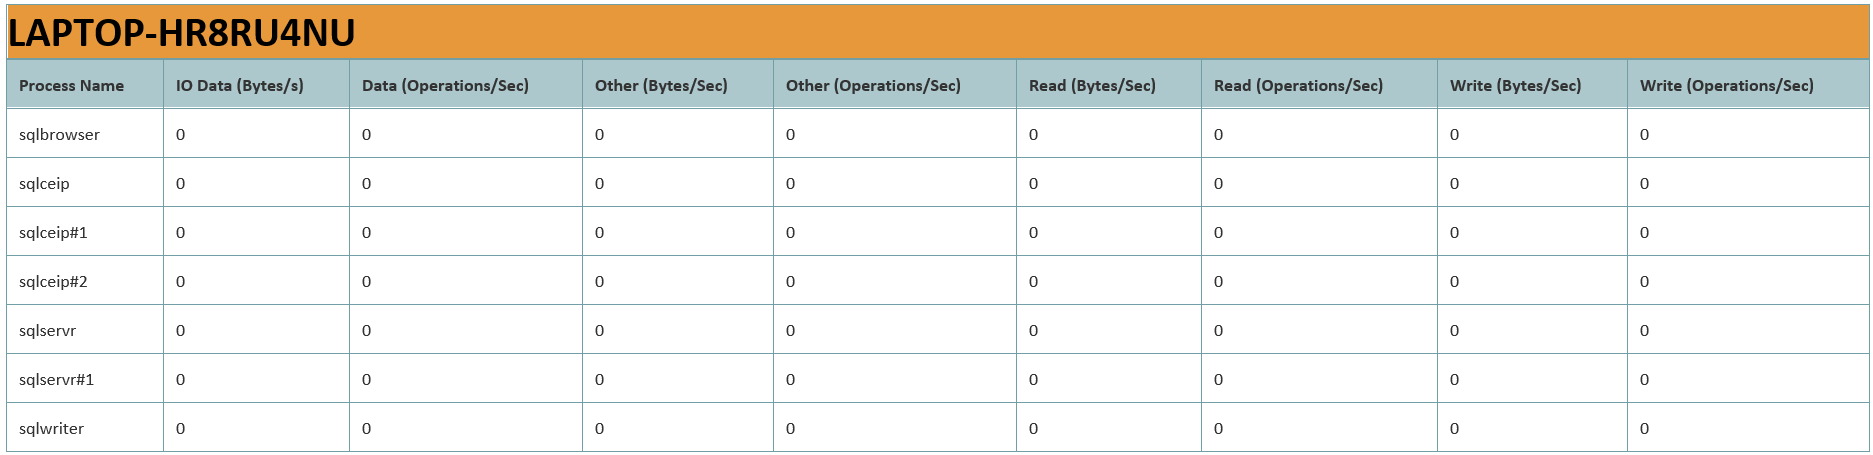 LAPTOP-HR8RU4NU
Process Name IO Data (Bytes/s) Data (Operations/Sec) Other (Bytes/Sec) Other (Operations/Sec) Read (Bytes/Sec) Read (Operations/Sec) Write (Bytes/Sec) Write (Operations/Sec)
sqlbrowser 0 0 0 0 0 0 0 0
sqlceip 0 0 0 0 0 0 0 0
sqlceip#1 0 0 0 0 0 0 0 0
sqlceip#2 0 0 0 0 0 0 0 0
sqlservr 0 0 0 0 0 0 0 0
sqlservr#1 0 0 0 0 0 0 0 0
sqlwriter 0 0 0 0 0 0 0 0